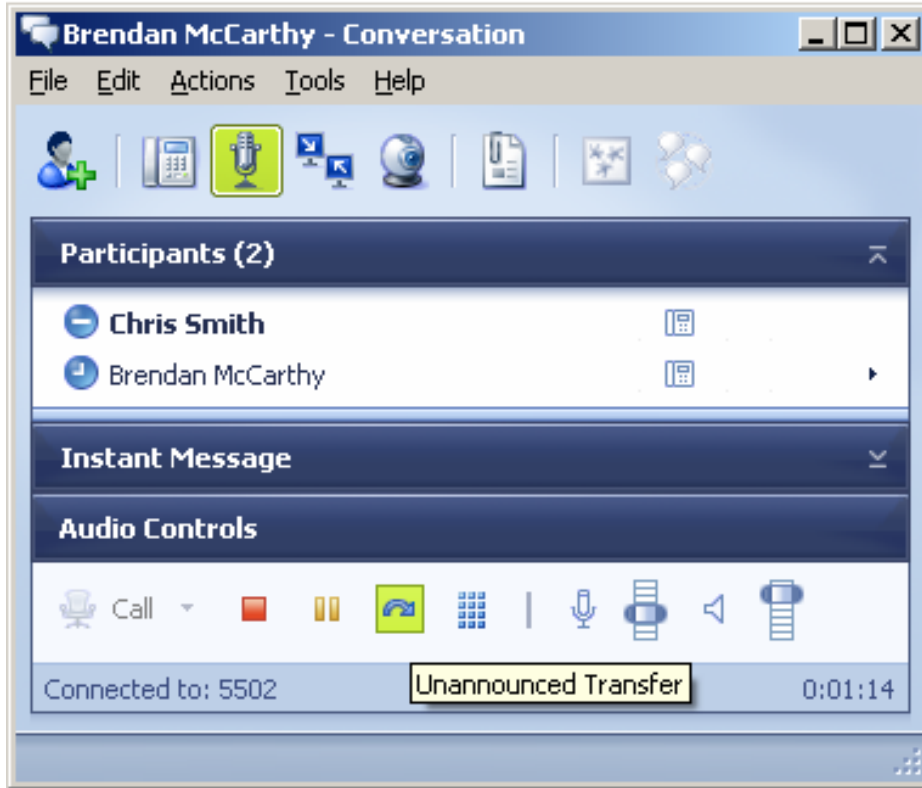 Brendan McCarthy - Conversation
File Edit Actions Tools Help
Participants (2)
Chris Smith
Brendan McCarthy
Instant Message
Audio Controls
Call
Connected to: 5502 Unannounced Transfer 0:01:14